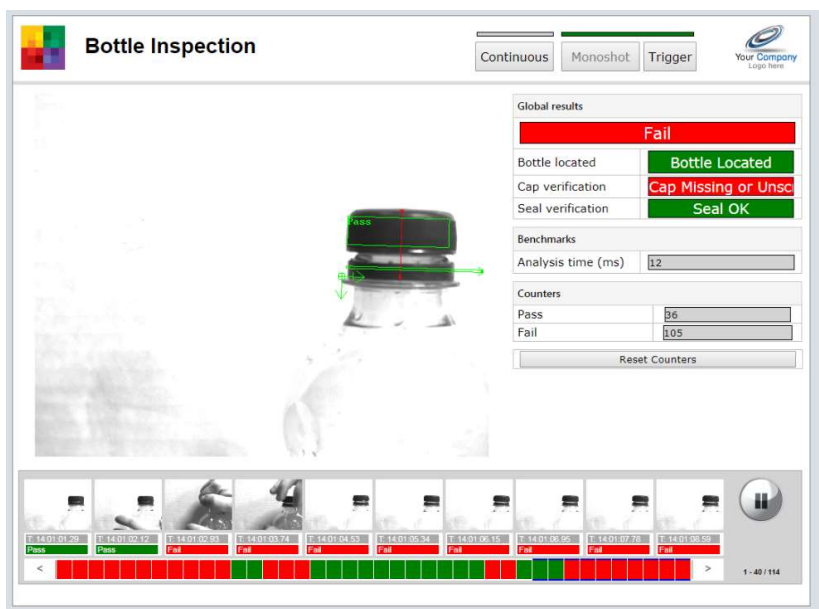 Bottle Inspection
Continuous
Monoshot
Trigger
Your Company
Logo here
Global results
Fail
Bottle located
Bottle Located
Cap verification
Cap Missing or Unscr
Seal verification
Seal OK
Benchmarks
Analysis time (ms)
12
Counters
Pass
36
Fail
105
Reset Counters
Pass
T: 14:01:01.29
T: 14:01:02.12
T: 14:01:02.93
T: 14:01:03.74
T: 14:01:04.53
T: 14:01:05.34
T: 14:01:06.15
T: 14:01:06.95
T: 14:01:07.78
T: 14:01:08.59
Pass
Pass
Fail
Fail
Fail
Fail
Fail
Fail
Fail
Fail
<
>
1 - 40 / 114